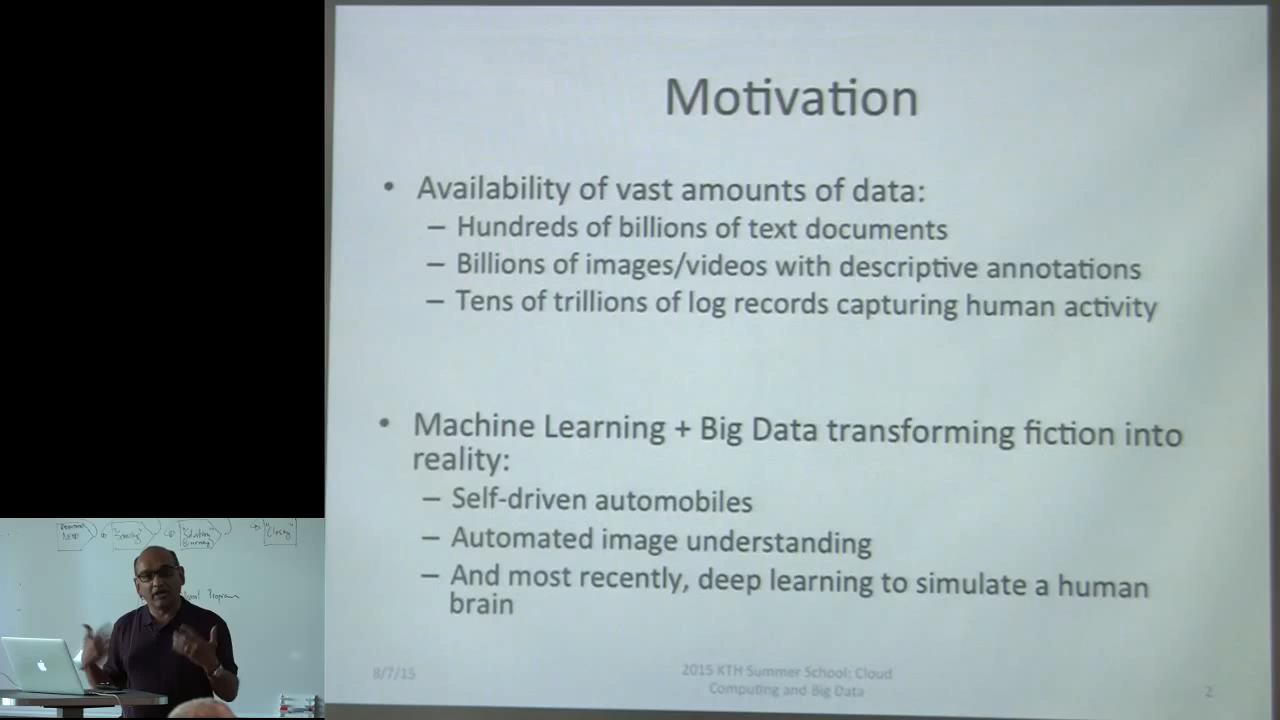 Motivation
• Availability of vast amounts of data:
– Hundreds of billions of text documents
– Billions of images/videos with descriptive annotations
– Tens of trillions of log records capturing human activity
• Machine Learning + Big Data transforming fiction into
reality:
– Self-driven automobiles
– Automated image understanding
– And most recently, deep learning to simulate a human
brain
8/7/15
2015 KTH Summer School: Cloud
Computing and Big Data
2
Program